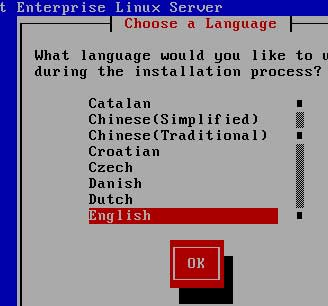 t Enterprise Linux Server
Choose a Language
What language would you like to u
during the installation process?
Catalan
Chinese(Simplified)
Chinese(Traditional)
Croatian
Czech
Danish
Dutch
English
OK